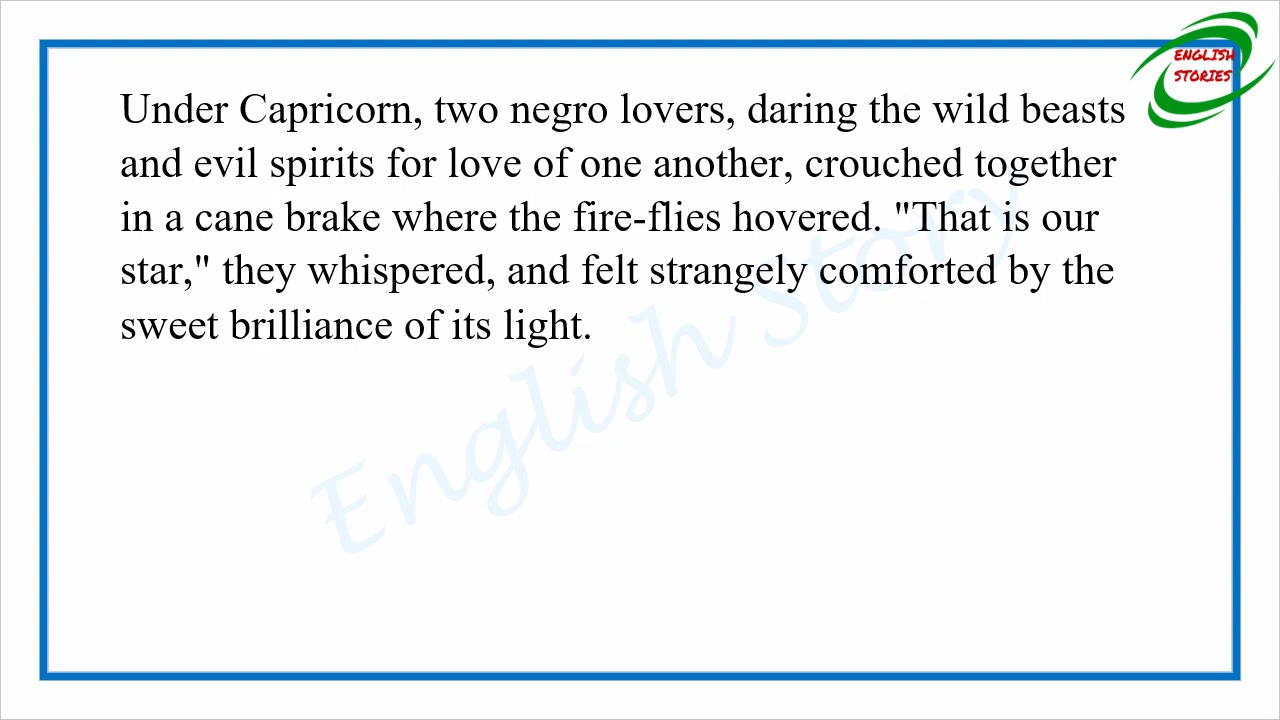 ENGLISH
STORIES
Under Capricorn, two negro lovers, daring the wild beasts
and evil spirits for love of one another, crouched together
in a cane brake where the fire-flies hovered. "That is our
star," they whispered, and felt strangely comforted by the
sweet brilliance of its light.
English Story